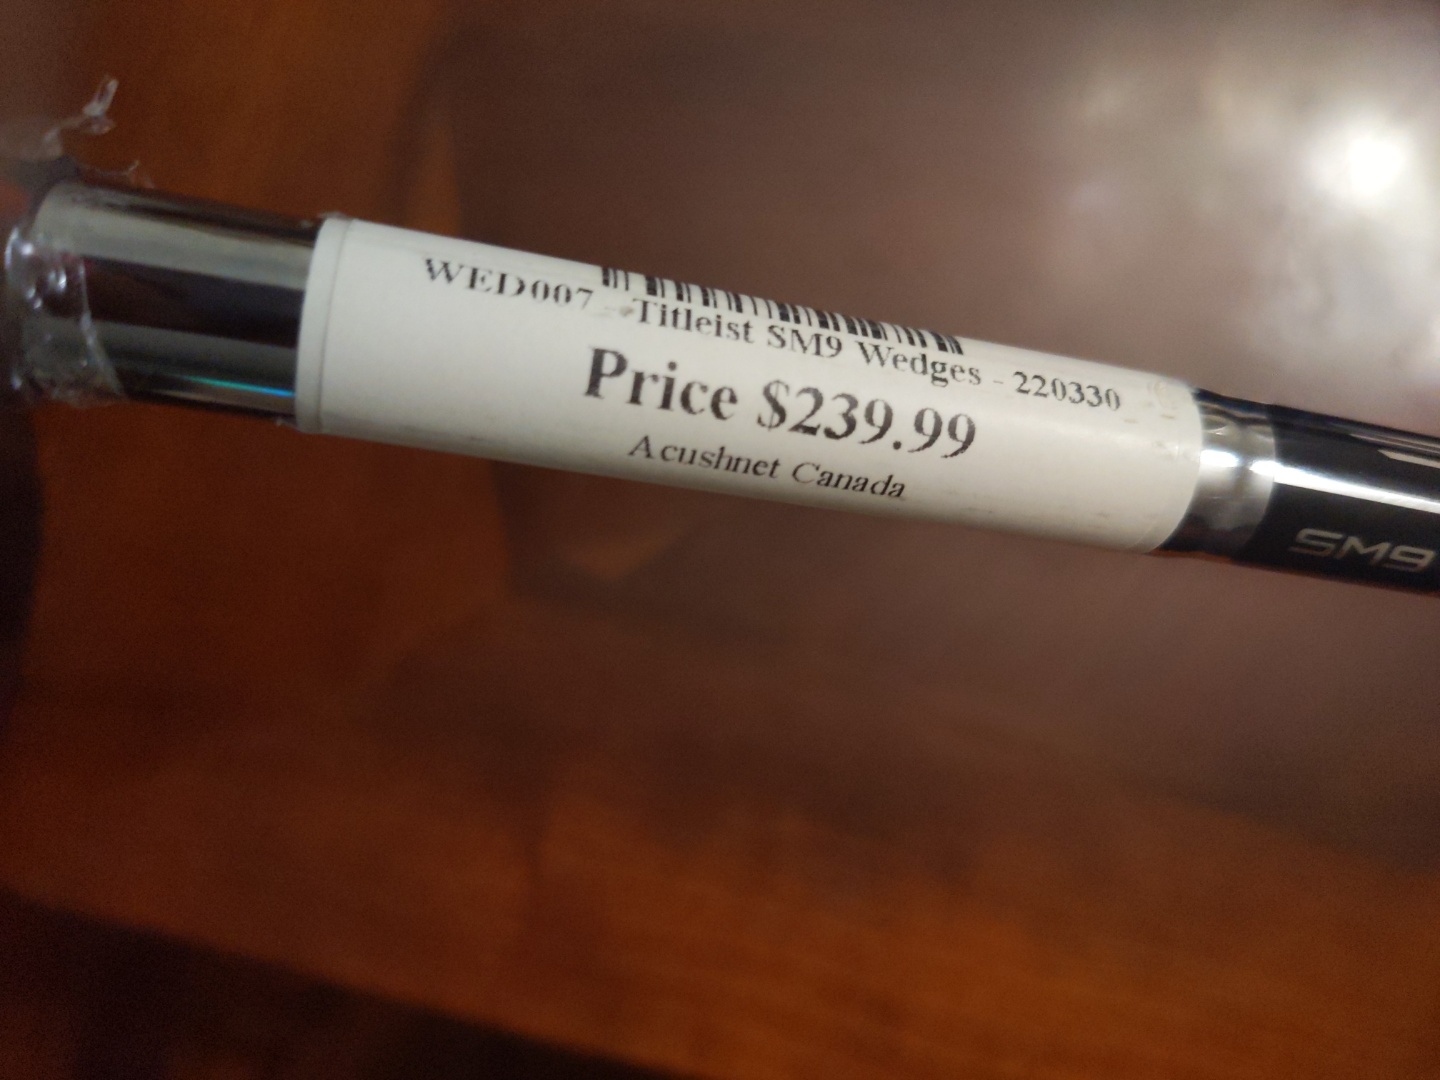 WED007 - Titleist SM9 Wedges - 220330
Price $239.99
Acushnet Canada
SM9